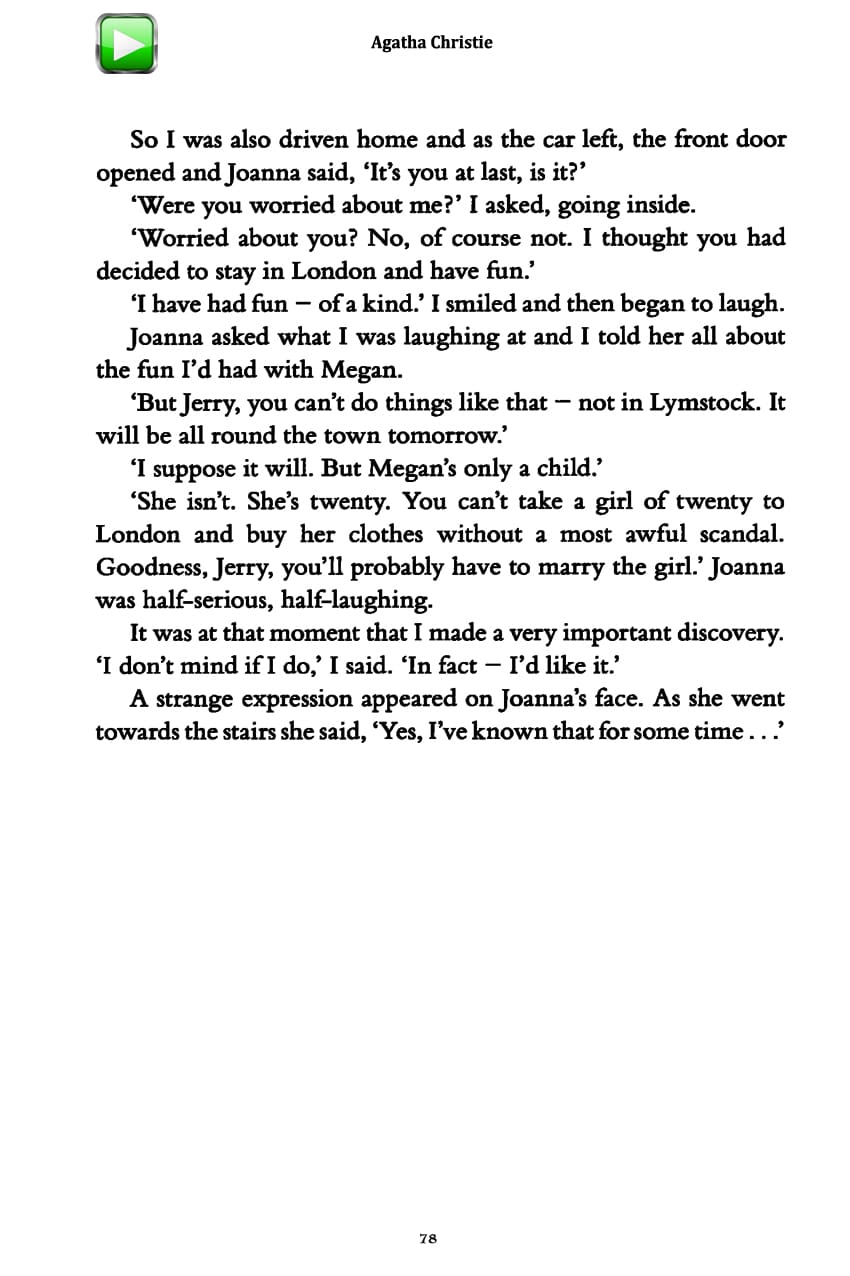 Agatha Christie
So I was also driven home and as the car left, the front door
opened and Joanna said, ‘It’s you at last, is it?’
‘Were you worried about me?’ I asked, going inside.
‘Worried about you? No, of course not. I thought you had
decided to stay in London and have fun.’
‘I have had fun – of a kind.’ I smiled and then began to laugh.
Joanna asked what I was laughing at and I told her all about
the fun I’d had with Megan.
‘But Jerry, you can’t do things like that – not in Lymstock. It
will be all round the town tomorrow.’
‘I suppose it will. But Megan’s only a child.’
‘She isn’t. She’s twenty. You can’t take a girl of twenty to
London and buy her clothes without a most awful scandal.
Goodness, Jerry, you’ll probably have to marry the girl.’ Joanna
was half-serious, half-laughing.
It was at that moment that I made a very important discovery.
‘I don’t mind if I do,’ I said. ‘In fact – I’d like it.’
A strange expression appeared on Joanna’s face. As she went
towards the stairs she said, ‘Yes, I’ve known that for some time . . .’
78